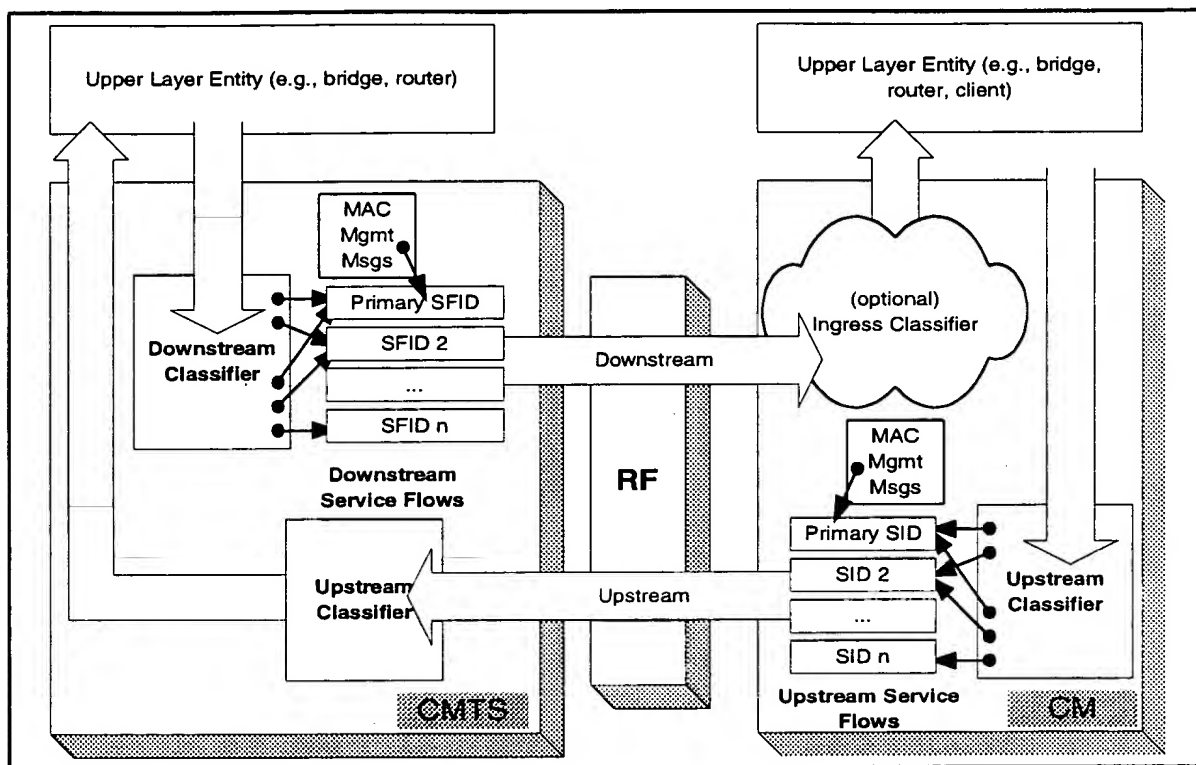 Upper Layer Entity (e.g., bridge, router)
Upper Layer Entity (e.g., bridge,
router, client)
MAC
Mgmt
Msgs
Primary SFID
SFID 2
...
SFID n
Downstream
Classifier
Downstream
Service Flows
Downstream
(optional)
Ingress Classifier
RF
MAC
Mgmt
Msgs
Primary SID
SID 2
...
SID n
Upstream
Classifier
Upstream
Upstream
Classifier
Upstream Service
Flows
CMTS
CM